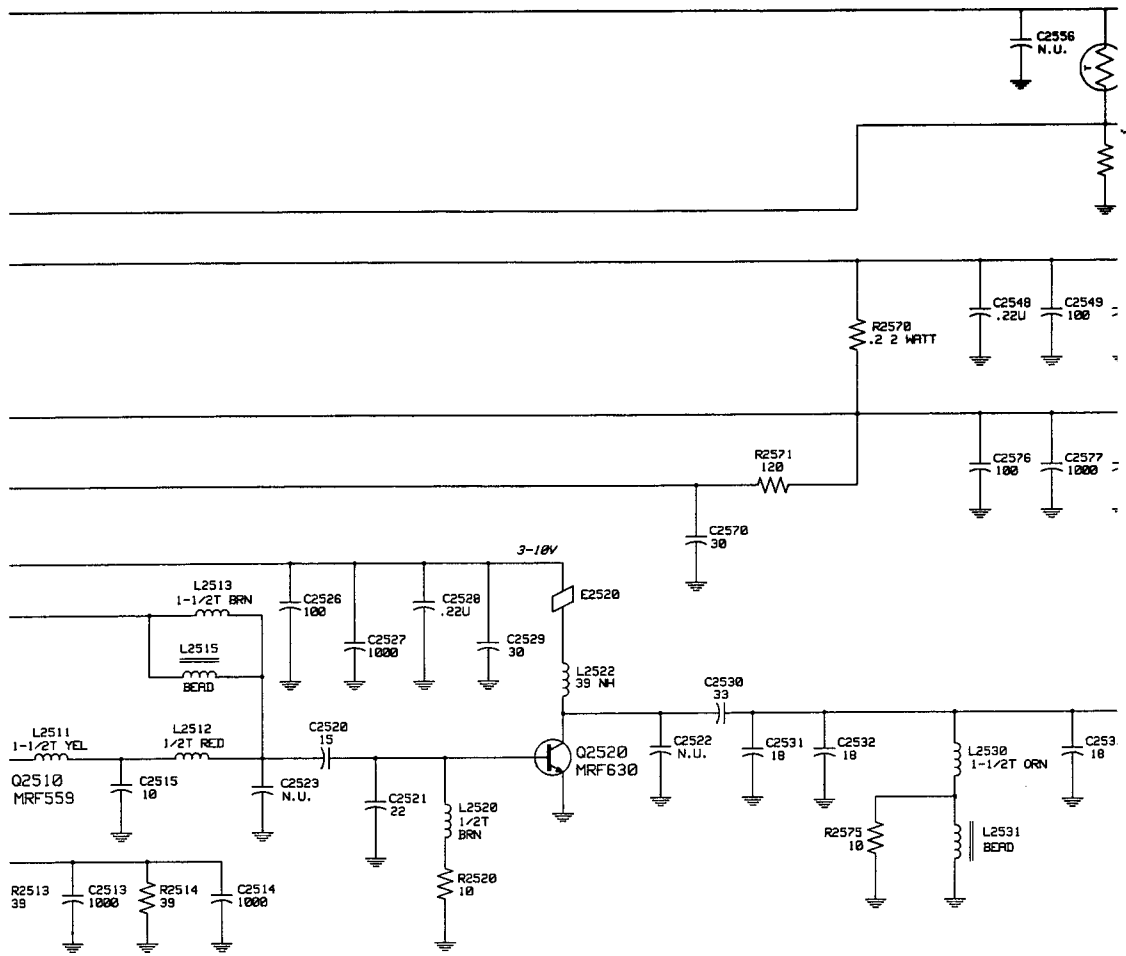 C2556
N.U.
T
R2570
.2 2 WATT
C2548
.22U
C2549
100
R2571
120
C2576
100
C2577
1000
C2570
30
3-10V
L2513
1-1/2T BRN
C2526
100
C2528
.22U
E2520
L2515
BEAD
C2527
1000
C2529
30
L2522
39 NH
C2530
33
L2511
1-1/2T YEL
L2512
1/2T RED
C2520
15
Q2520
MRF630
C2522
N.U.
C2531
18
C2532
18
L2530
1-1/2T ORN
C253
18
Q2510
MRF559
C2515
10
C2523
N.U.
C2521
22
L2520
1/2T
BRN
R2575
10
L2531
BEAD
R2513
39
C2513
1000
R2514
39
C2514
1000
R2520
10